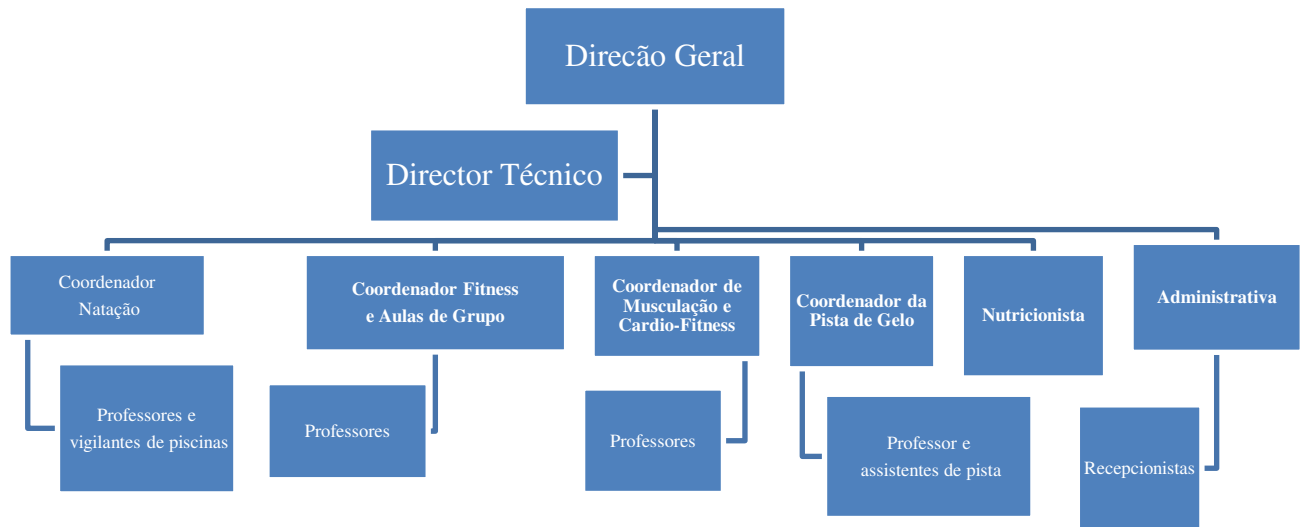 Direcão Geral
Director Técnico
Coordenador
Natação
Coordenador Fitness
e Aulas de Grupo
Coordenador de
Musculação e
Cardio-Fitness
Coordenador da
Pista de Gelo
Nutricionista
Administrativa
Professores e
vigilantes de piscinas
Professores
Professores
Professor e
assistentes de pista
Recepcionistas